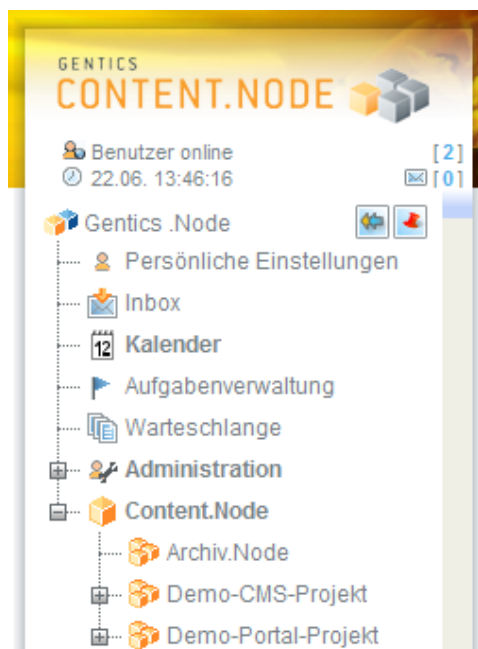 GENTICS
CONTENT.NODE
Benutzer online [2]
22.06. 13:46:16 [0]
Gentics .Node
Persönliche Einstellungen
Inbox
12 Kalender
Aufgabenverwaltung
Warteschlange
Administration
Content.Node
Archiv.Node
Demo-CMS-Projekt
Demo-Portal-Projekt